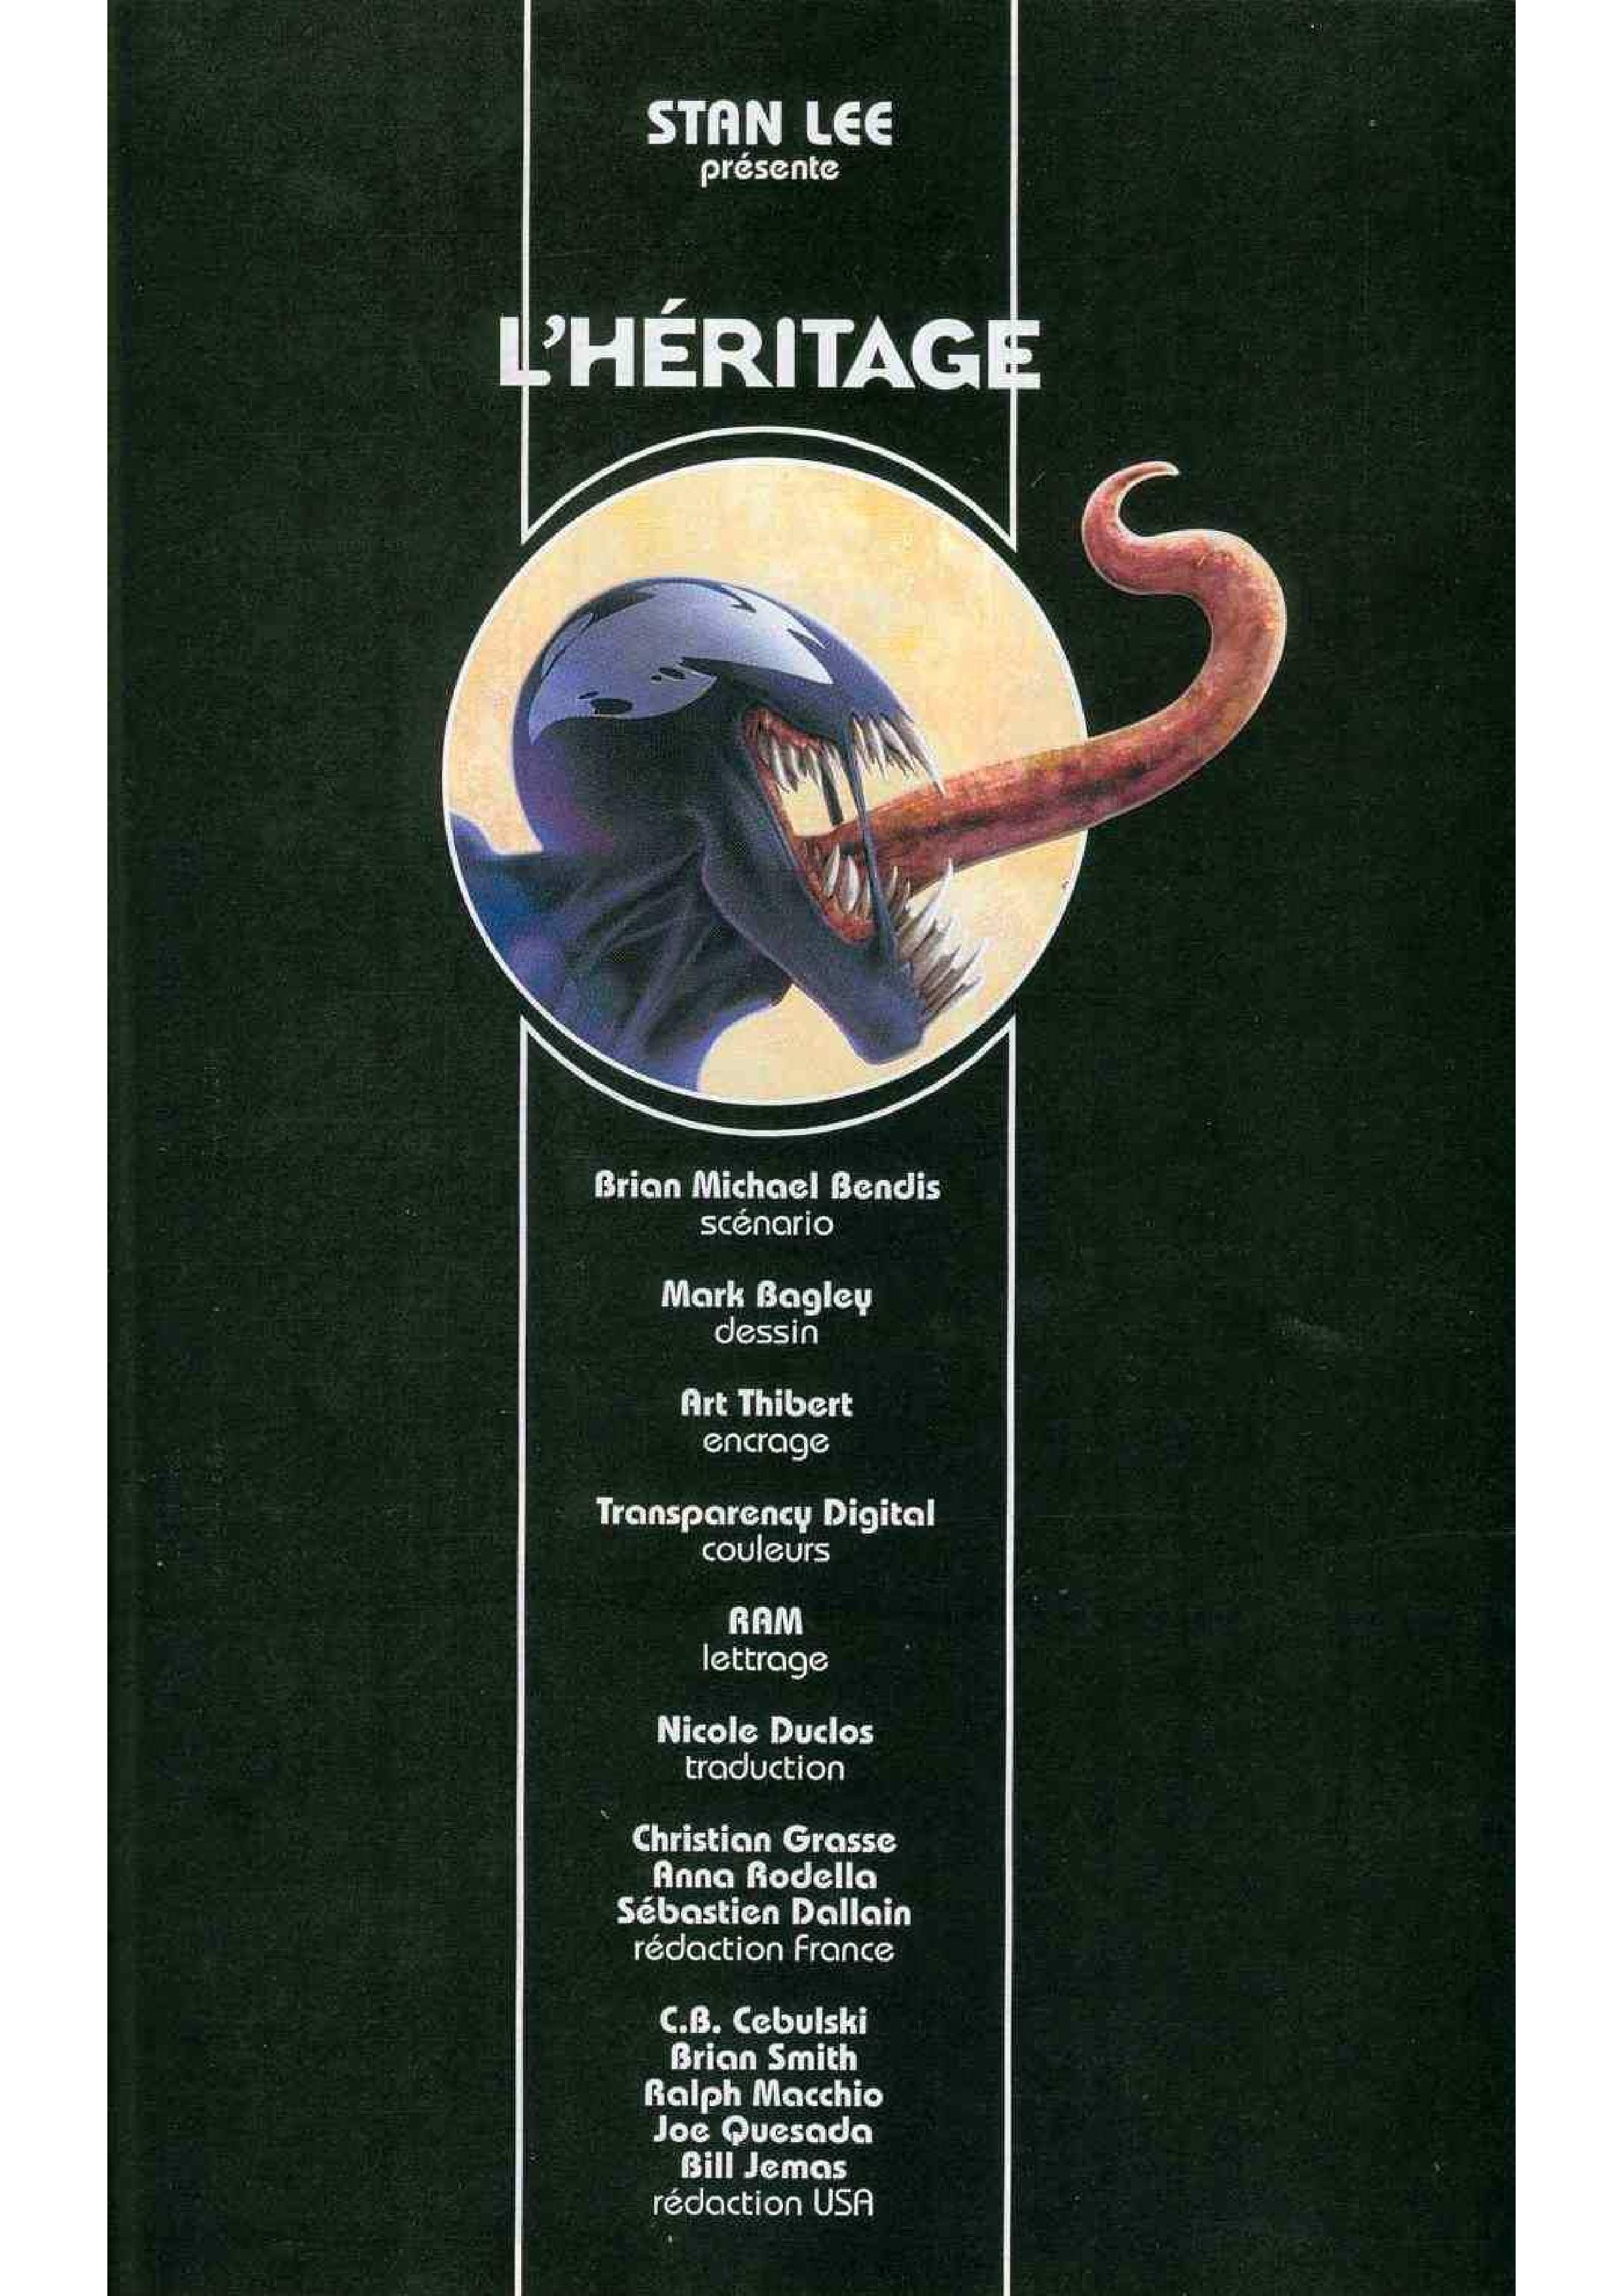 STAN LEE
présente
L'HÉRITAGE
Brian Michael Bendis
scénario
Mark Bagley
dessin
Art Thibert
encrage
Transparency Digital
couleurs
RAM
lettrage
Nicole Duclos
traduction
Christian Grasse
Anna Rodella
Sébastien Dallain
rédaction France
C.B. Cebulski
Brian Smith
Ralph Macchio
Joe Quesada
Bill Jemas
rédaction USA